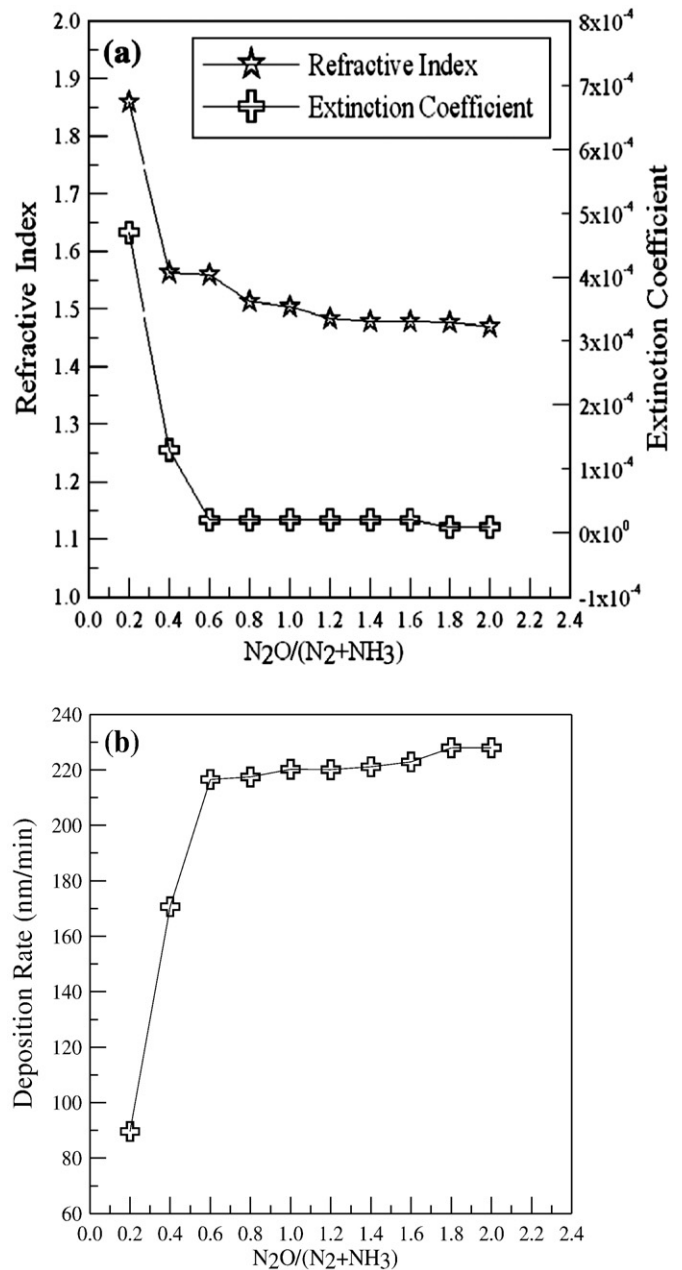 (a)
Refractive Index
Extinction Coefficient
2.0
1.9
1.8
1.7
1.6
1.5
1.4
1.3
1.2
1.1
1.0
Refractive Index
8x10⁻⁴
7x10⁻⁴
6x10⁻⁴
5x10⁻⁴
4x10⁻⁴
3x10⁻⁴
2x10⁻⁴
1x10⁻⁴
0x10⁰
-1x10⁻⁴
Extinction Coefficient
0.0 0.2 0.4 0.6 0.8 1.0 1.2 1.4 1.6 1.8 2.0 2.2 2.4
N₂O/(N₂+NH₃)
(b)
240
220
200
180
160
140
120
100
80
60
Deposition Rate (nm/min)
0.0 0.2 0.4 0.6 0.8 1.0 1.2 1.4 1.6 1.8 2.0 2.2 2.4
N₂O/(N₂+NH₃)